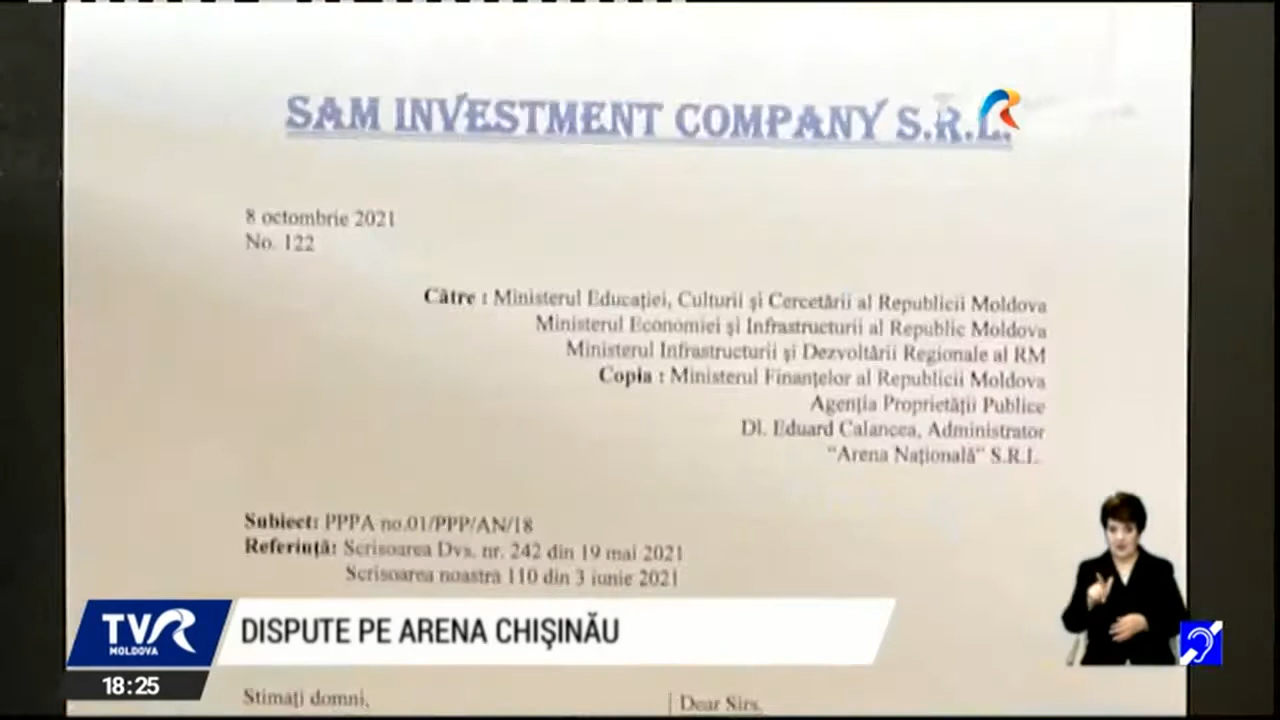 SAM INVESTMENT COMPANY S.R.L.
8 octombrie 2021
No. 122
Către : Ministerul Educației, Culturii și Cercetării al Republicii Moldova
Ministerul Economiei și Infrastructurii al Republic Moldova
Ministerul Infrastructurii și Dezvoltării Regionale al RM
Copia : Ministerul Finanțelor al Republicii Moldova
Agenția Proprietății Publice
Dl. Eduard Calancea, Administrator
“Arena Națională” S.R.L.
Subiect: PPPA no.01/PPP/AN/18
Referință: Scrisoarea Dvs. nr. 242 din 19 mai 2021
Scrisoarea noastră 110 din 3 iunie 2021
TVR MOLDOVA
DISPUTE PE ARENA CHIȘINĂU
18:25
Stimați domni,
Dear Sirs,